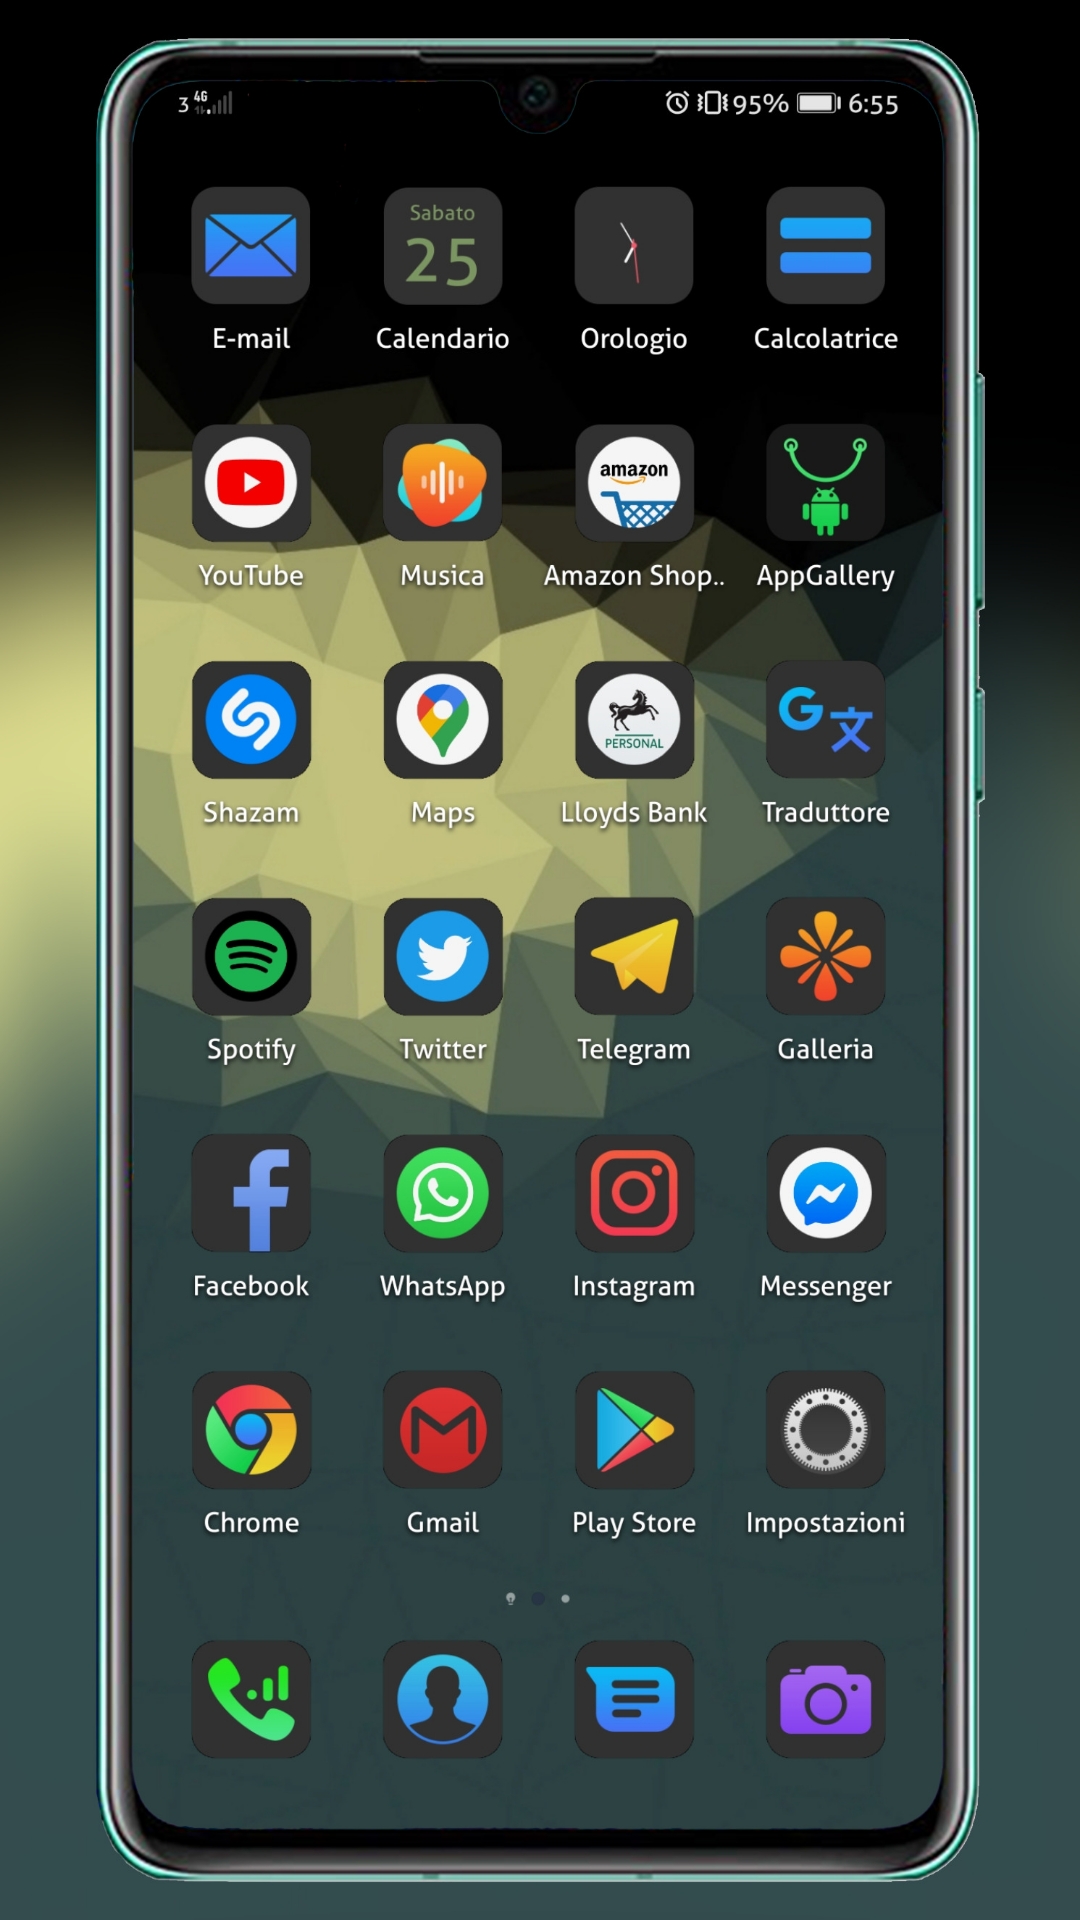 3 4G 95% 6:55
Sabato
25
E-mail Calendario Orologio Calcolatrice
amazon
YouTube Musica Amazon Shop.. AppGallery
PERSONAL
G 文
Shazam Maps Lloyds Bank Traduttore
Spotify Twitter Telegram Galleria
Facebook WhatsApp Instagram Messenger
Chrome Gmail Play Store Impostazioni